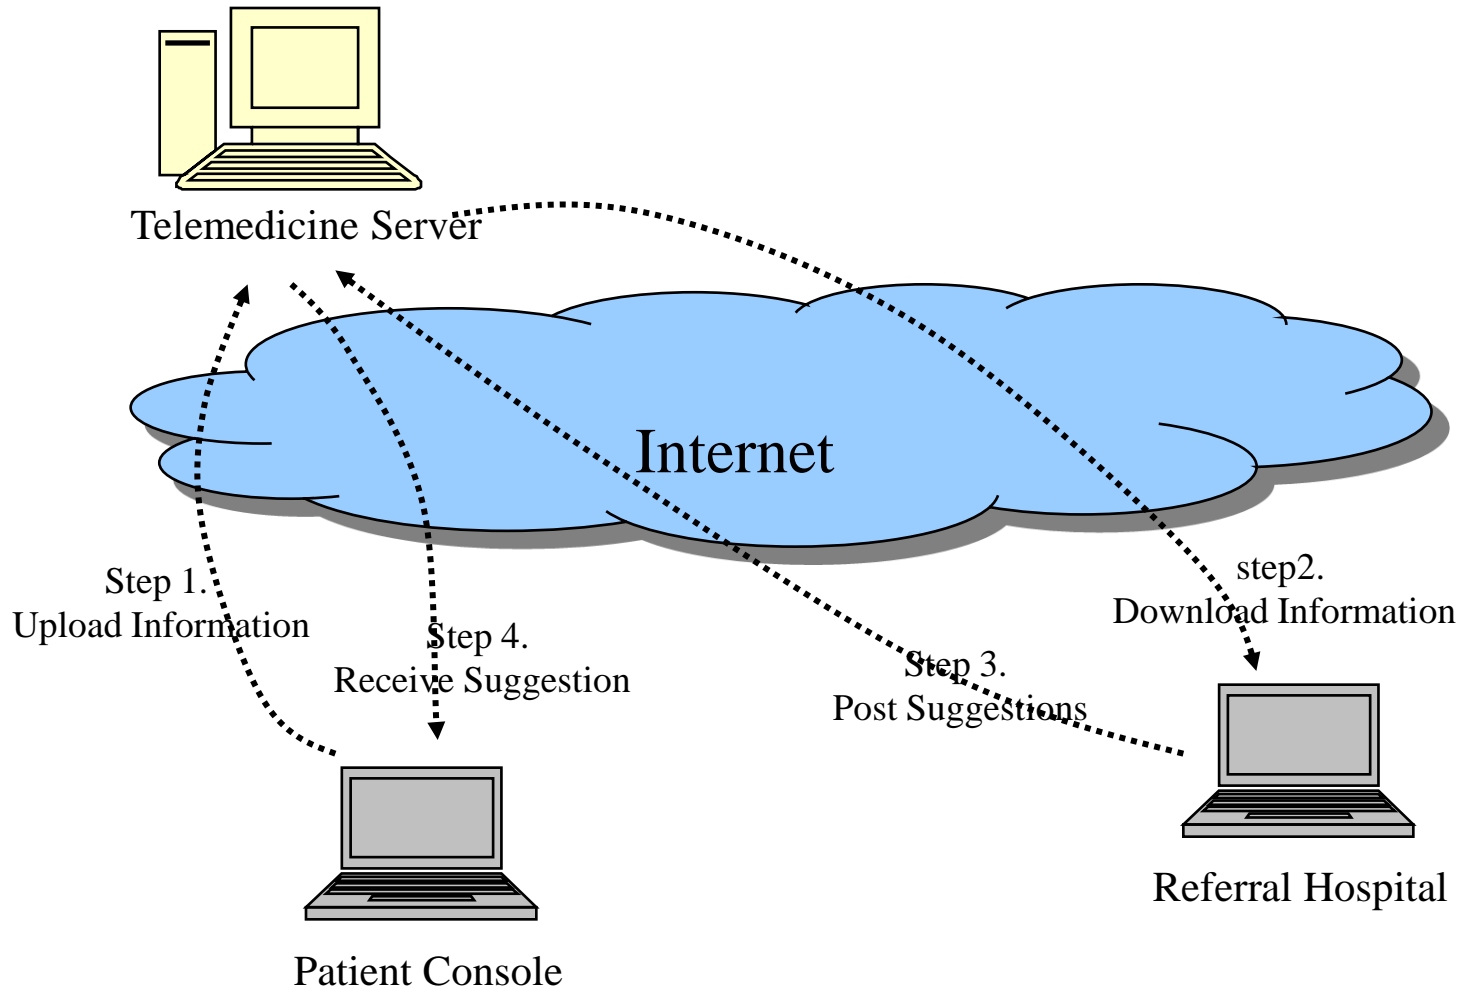 Telemedicine Server
Internet
Step 1.
Upload Information
step2.
Download Information
Step 4.
Receive Suggestion
Step 3.
Post Suggestions
Referral Hospital
Patient Console